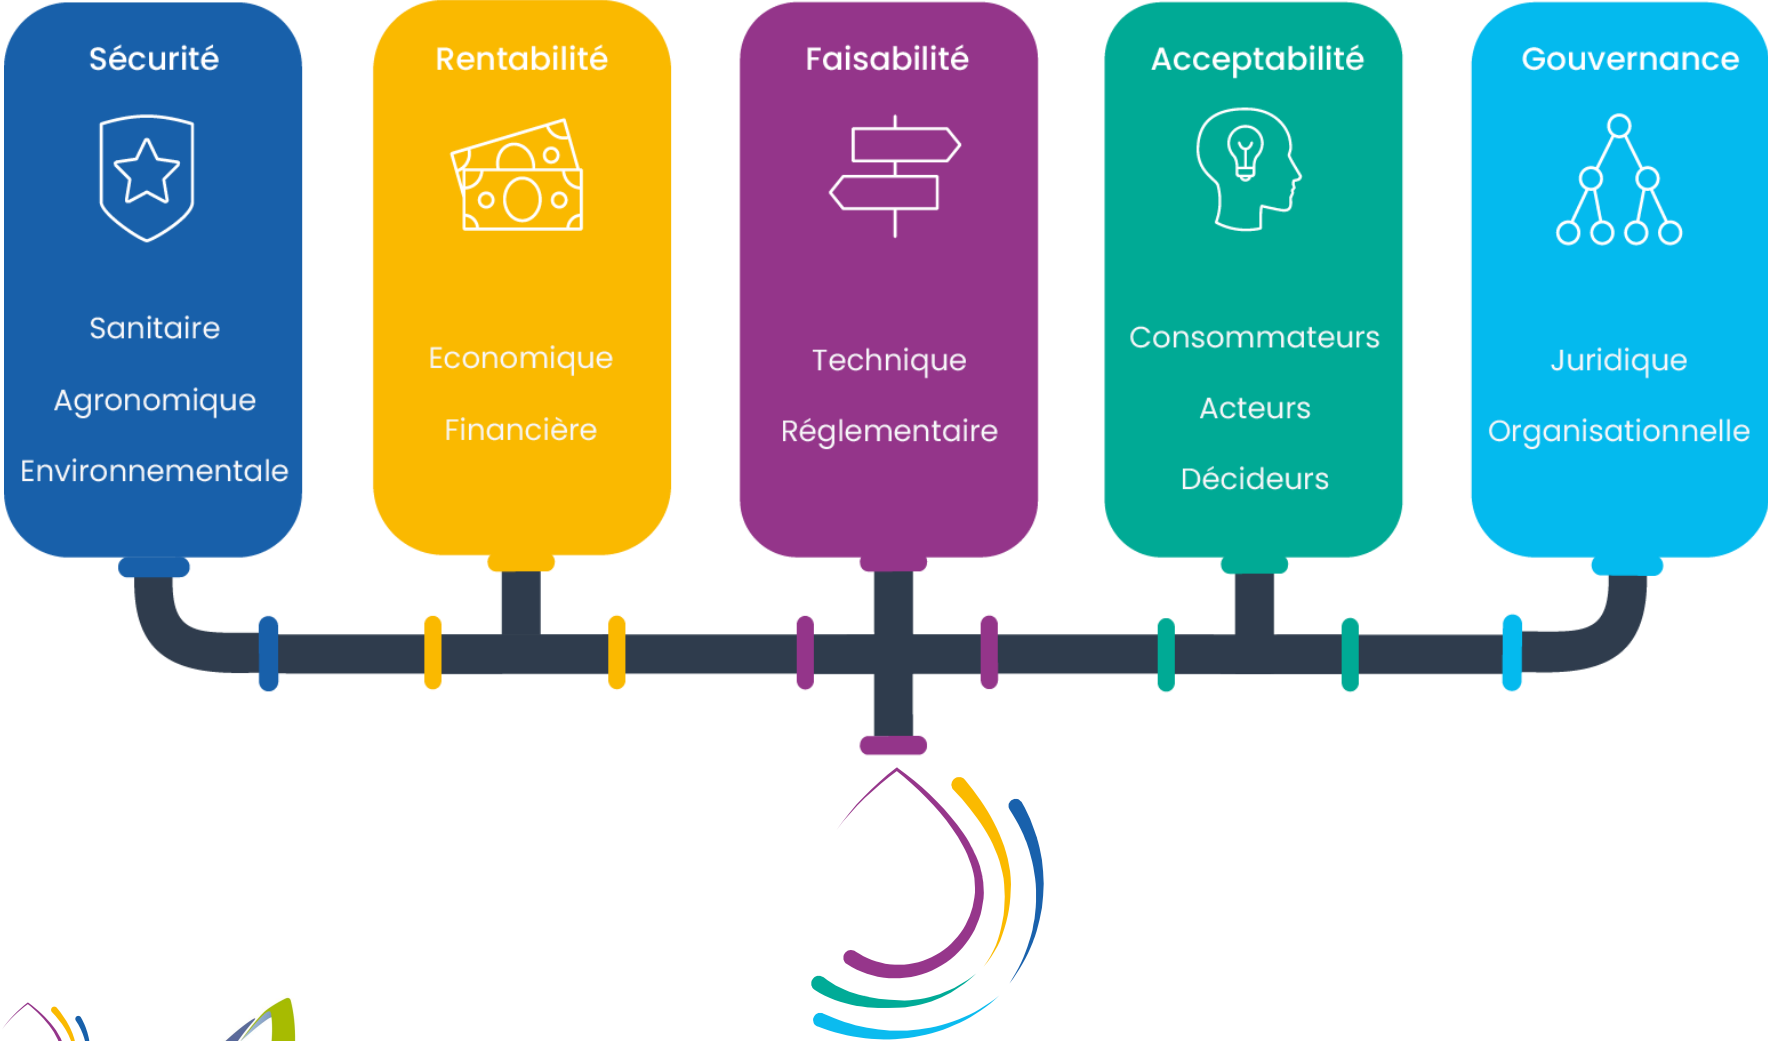 Sécurité
Sanitaire
Agronomique
Environnementale
Rentabilité
Economique
Financière
Faisabilité
Technique
Réglementaire
Acceptabilité
Consommateurs
Acteurs
Décideurs
Gouvernance
Juridique
Organisationnelle